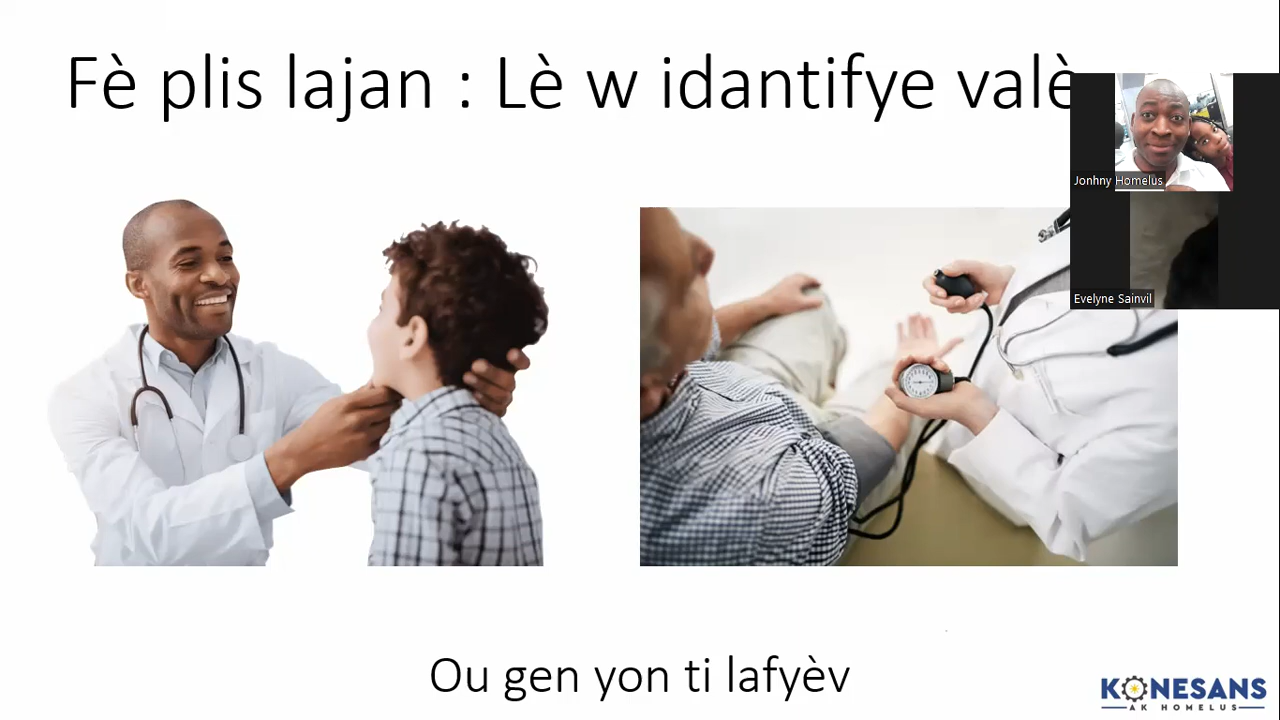 Fè plis lajan : Lè w idantifye valè
Jonhny Homelus
Evelyne Sainvil
Ou gen yon ti lafyèv
KONESANS
AK HOMELUS